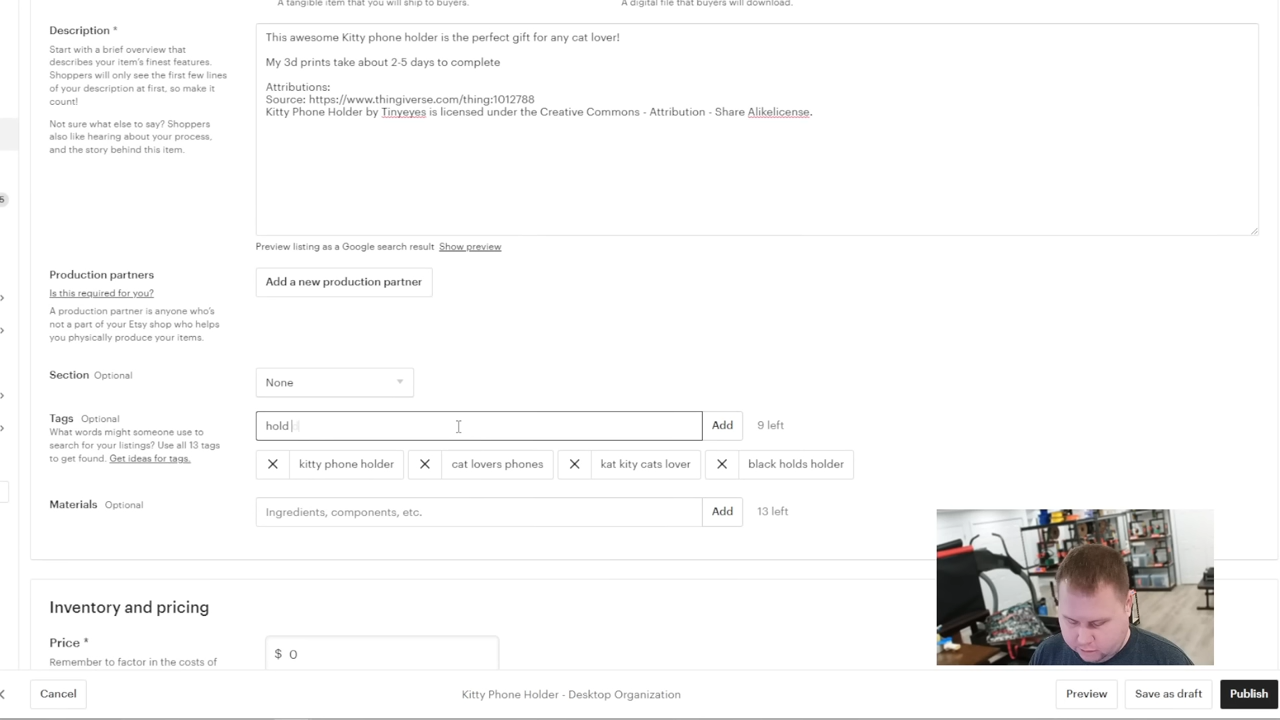 A tangible item that you will ship to buyers.
A digital file that buyers will download.
Description *
Start with a brief overview that
describes your item's finest features.
Shoppers will only see the first few lines
of your description at first, so make it
count!
Not sure what else to say? Shoppers
also like hearing about your process,
and the story behind this item.
This awesome Kitty phone holder is the perfect gift for any cat lover!
My 3d prints take about 2-5 days to complete
Attributions:
Source: https://www.thingiverse.com/thing:1012788
Kitty Phone Holder by Tinyeyes is licensed under the Creative Commons - Attribution - Share Alikelicense.
5
Preview listing as a Google search result Show preview
Production partners
Is this required for you?
A production partner is anyone who's
not a part of your Etsy shop who helps
you physically produce your items.
Add a new production partner
Section Optional
None
Tags Optional
What words might someone use to
search for your listings? Use all 13 tags
to get found. Get ideas for tags.
hold
Add
9 left
kitty phone holder
cat lovers phones
kat kity cats lover
black holds holder
Materials Optional
Ingredients, components, etc.
Add
13 left
Inventory and pricing
Price *
Remember to factor in the costs of
$ 0
Cancel
Kitty Phone Holder - Desktop Organization
Preview
Save as draft
Publish